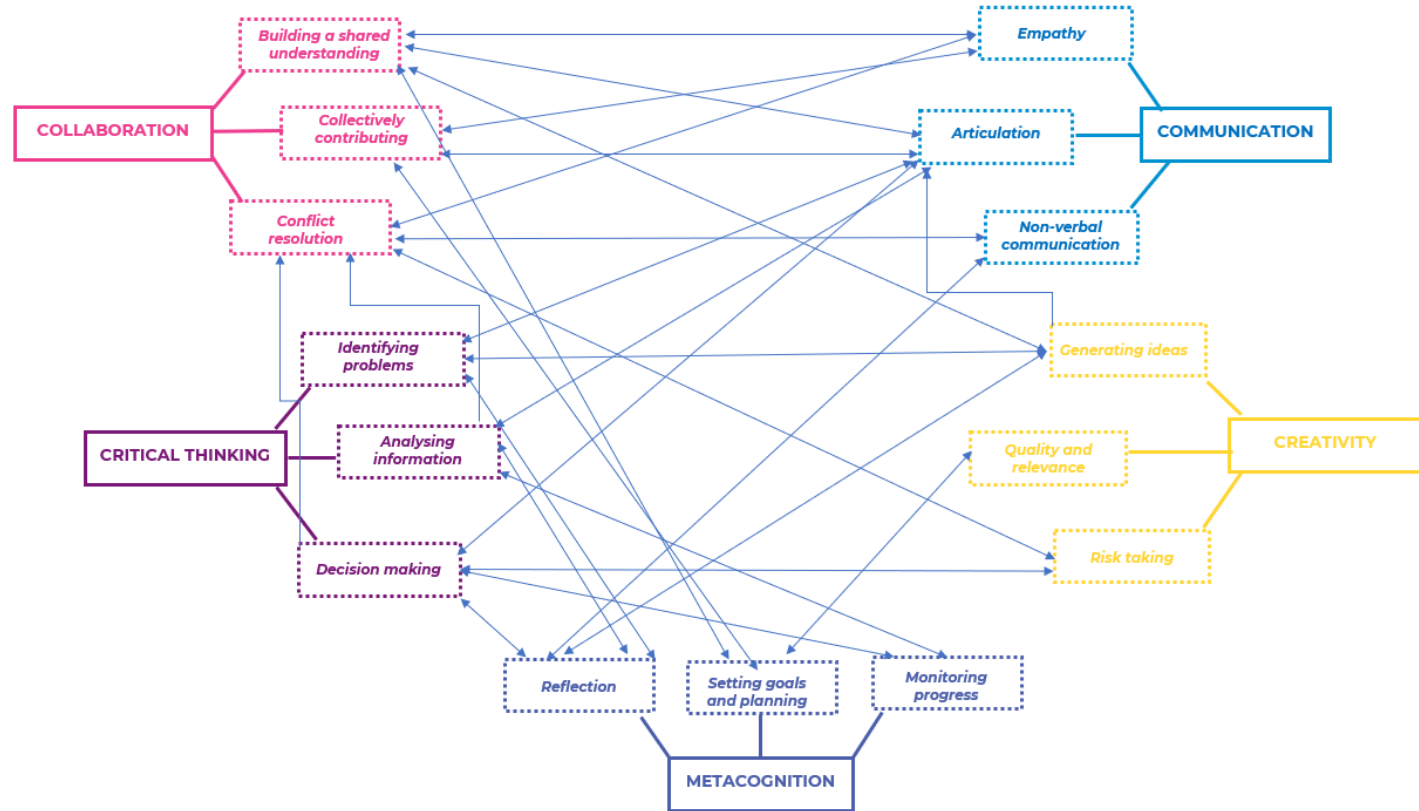 Building a shared
understanding
Empathy
COLLABORATION
Collectively
contributing
Articulation
COMMUNICATION
Conflict
resolution
Non-verbal
communication
Identifying
problems
Generating ideas
CRITICAL THINKING
Analysing
information
Quality and
relevance
CREATIVITY
Decision making
Risk taking
Reflection
Setting goals
and planning
Monitoring
progress
METACOGNITION